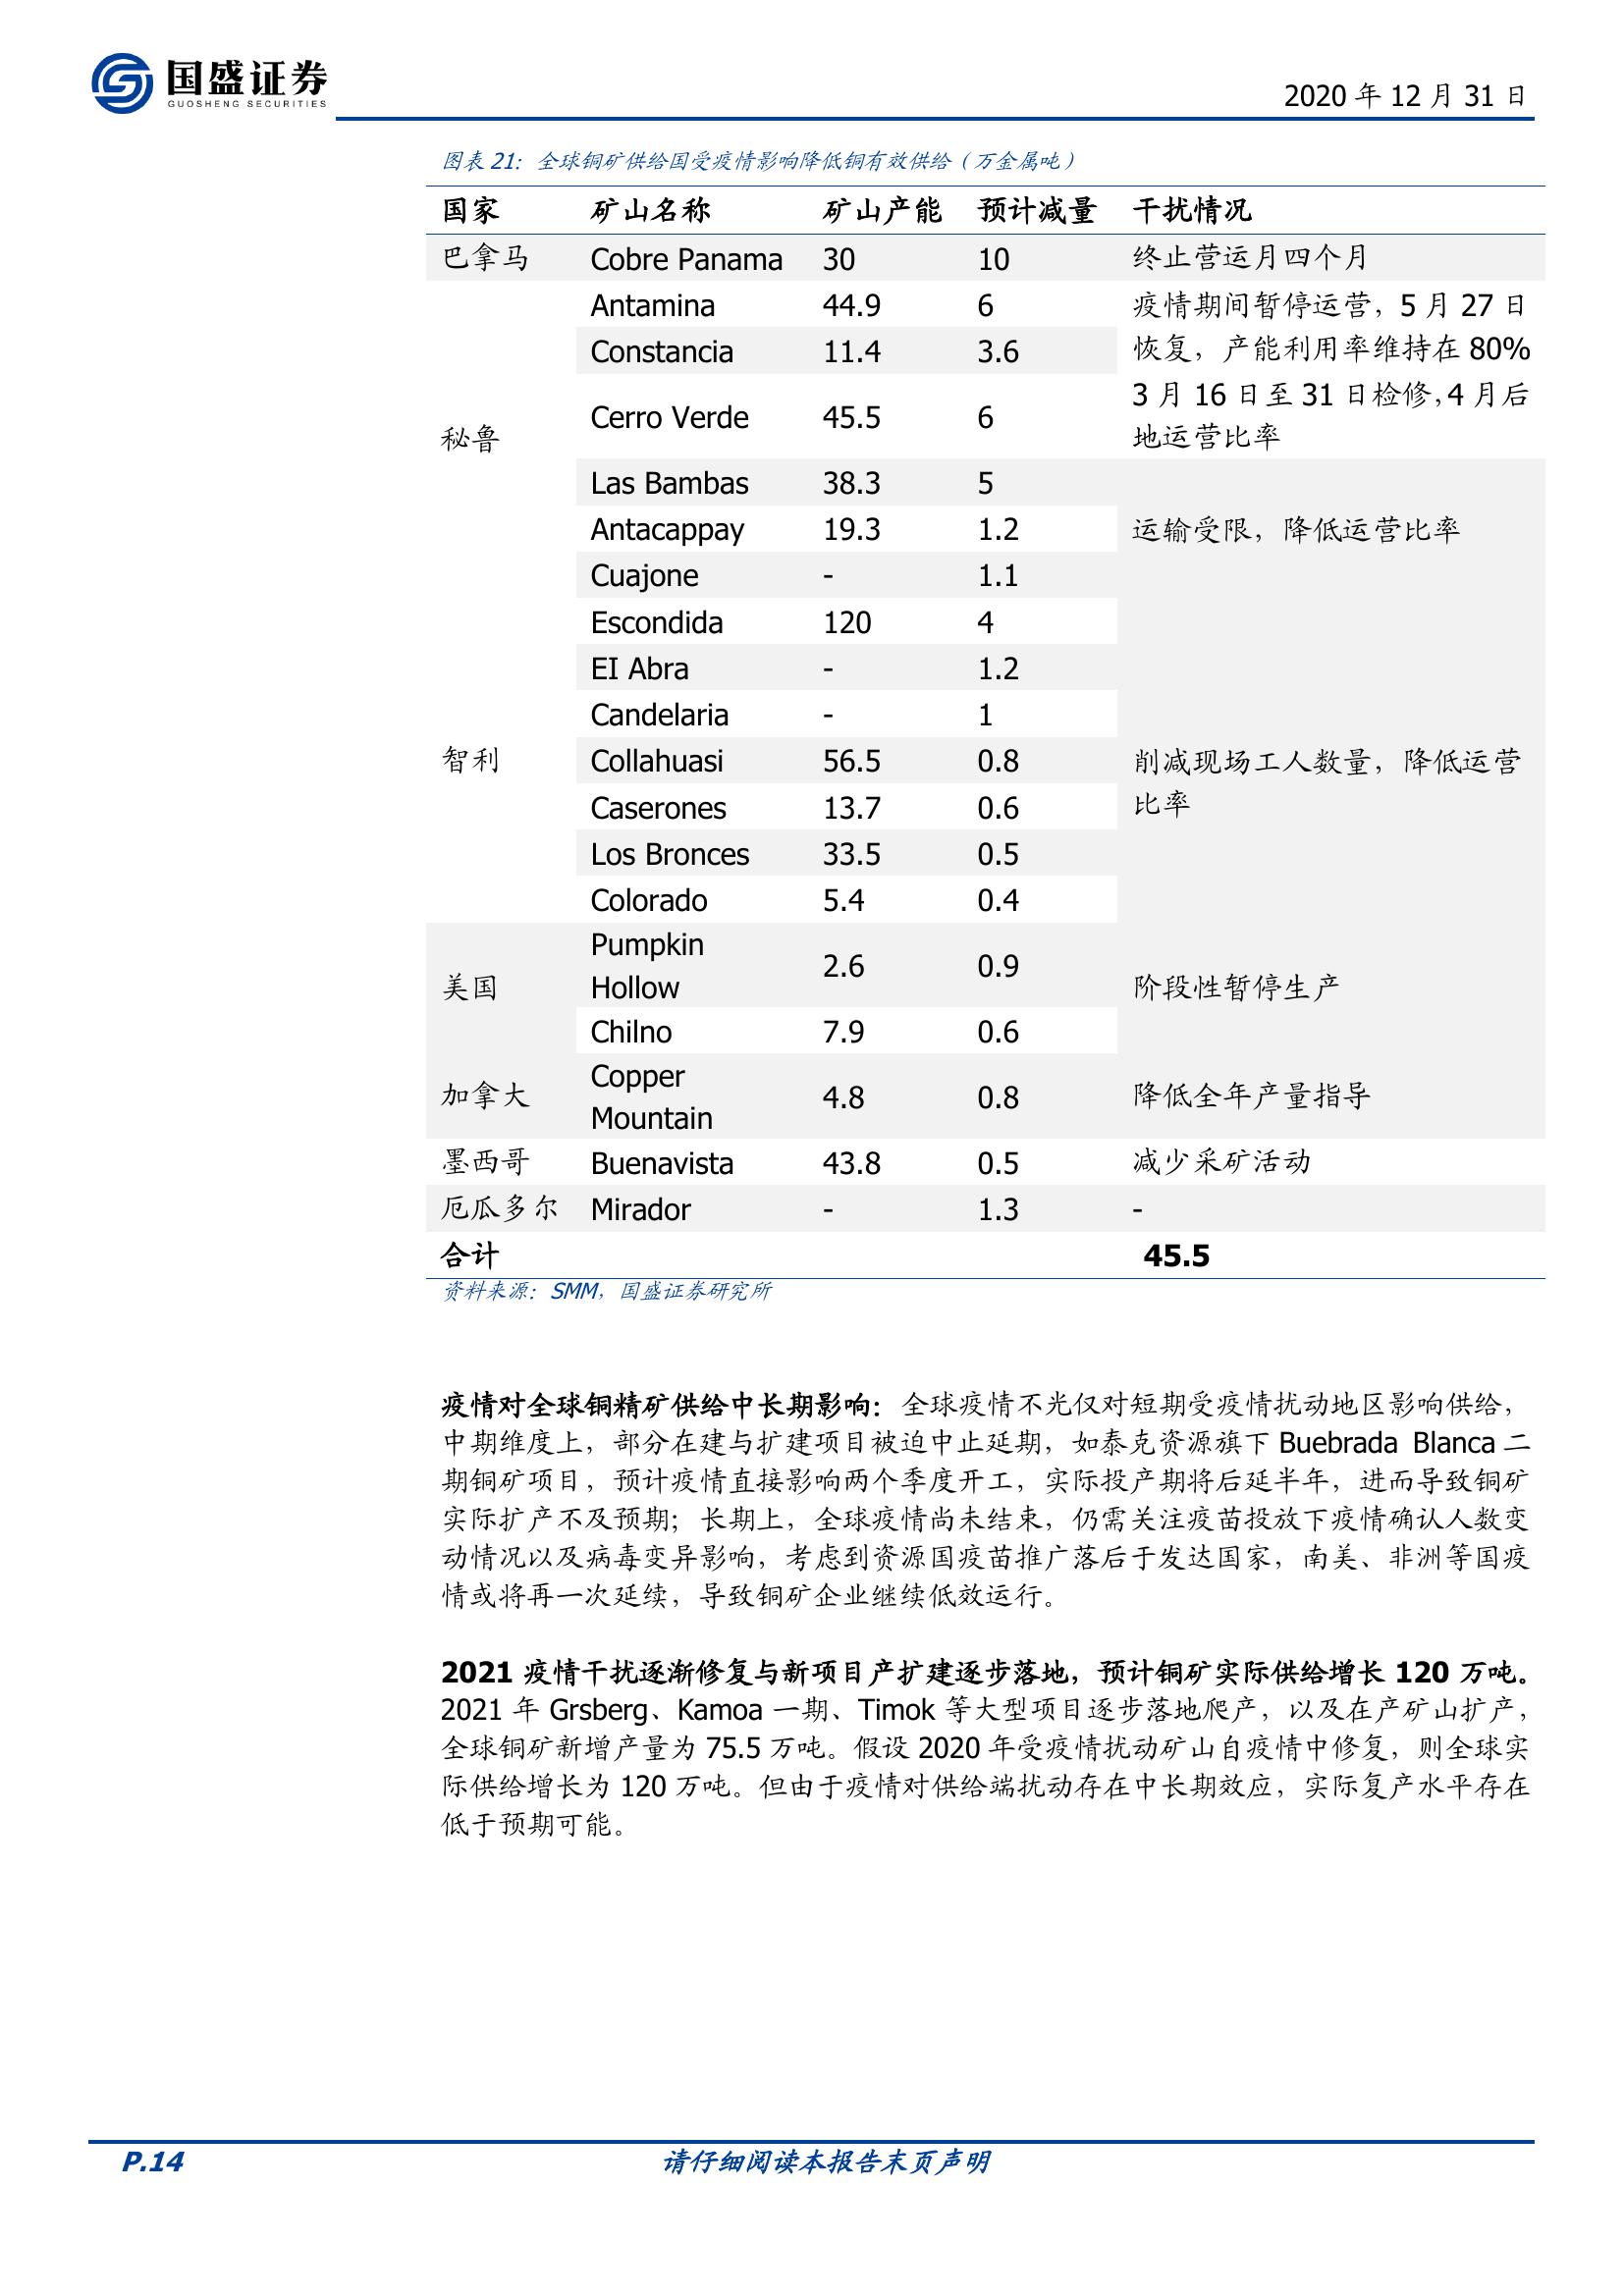 国盛证券
GUOSHENG SECURITIES
2020 年 12 月 31 日
图表 21：全球铜矿供给国受疫情影响降低铜有效供给（万金属吨）
国家 矿山名称 矿山产能 预计减量 干扰情况
巴拿马 Cobre Panama 30 10 终止营运月四个月
秘鲁
Antamina 44.9 6
Constancia 11.4 3.6
疫情期间暂停运营，5 月 27 日
恢复，产能利用率维持在 80%
Cerro Verde 45.5 6
3 月 16 日至 31 日检修，4 月后
地运营比率
Las Bambas 38.3 5
Antacappay 19.3 1.2 运输受限，降低运营比率
Cuajone - 1.1
智利
Escondida 120 4
EI Abra - 1.2
Candelaria - 1
Collahuasi 56.5 0.8
Caserones 13.7 0.6
削减现场工人数量，降低运营
比率
Los Bronces 33.5 0.5
Colorado 5.4 0.4
美国
Pumpkin
Hollow
2.6 0.9
阶段性暂停生产
Chilno 7.9 0.6
加拿大
Copper
Mountain
4.8 0.8 降低全年产量指导
墨西哥 Buenavista 43.8 0.5 减少采矿活动
厄瓜多尔 Mirador - 1.3 -
合计 45.5
资料来源：SMM，国盛证券研究所
疫情对全球铜精矿供给中长期影响：全球疫情不光仅对短期受疫情扰动地区影响供给，
中期维度上，部分在建与扩建项目被迫中止延期，如泰克资源旗下 Buebrada Blanca 二
期铜矿项目，预计疫情直接影响两个季度开工，实际投产期将后延半年，进而导致铜矿
实际扩产不及预期；长期上，全球疫情尚未结束，仍需关注疫苗投放下疫情确认人数变
动情况以及病毒变异影响，考虑到资源国疫苗推广落后于发达国家，南美、非洲等国疫
情或将再一次延续，导致铜矿企业继续低效运行。
2021 疫情干扰逐渐修复与新项目产扩建逐步落地，预计铜矿实际供给增长 120 万吨。
2021 年 Grsberg、Kamoa 一期、Timok 等大型项目逐步落地爬产，以及在产矿山扩产，
全球铜矿新增产量为 75.5 万吨。假设 2020 年受疫情扰动矿山自疫情中修复，则全球实
际供给增长为 120 万吨。但由于疫情对供给端扰动存在中长期效应，实际复产水平存在
低于预期可能。
P.14
请仔细阅读本报告末页声明